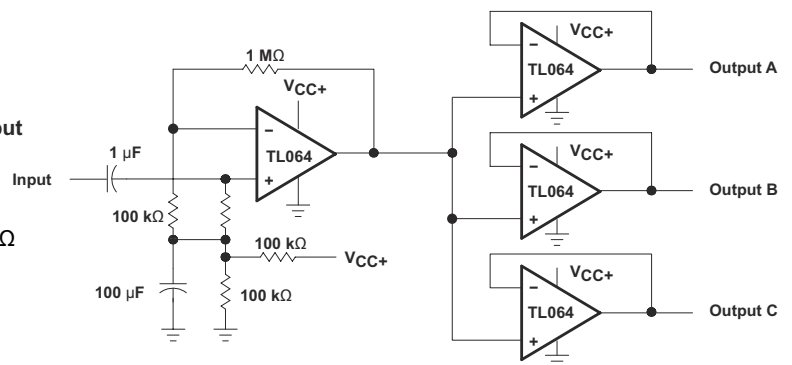 1 MΩ
VCC+
TL064
1 µF
Input
100 kΩ
100 kΩ
VCC+
100 µF
100 kΩ
VCC+
TL064
Output A
VCC+
TL064
Output B
VCC+
TL064
Output C
Ω